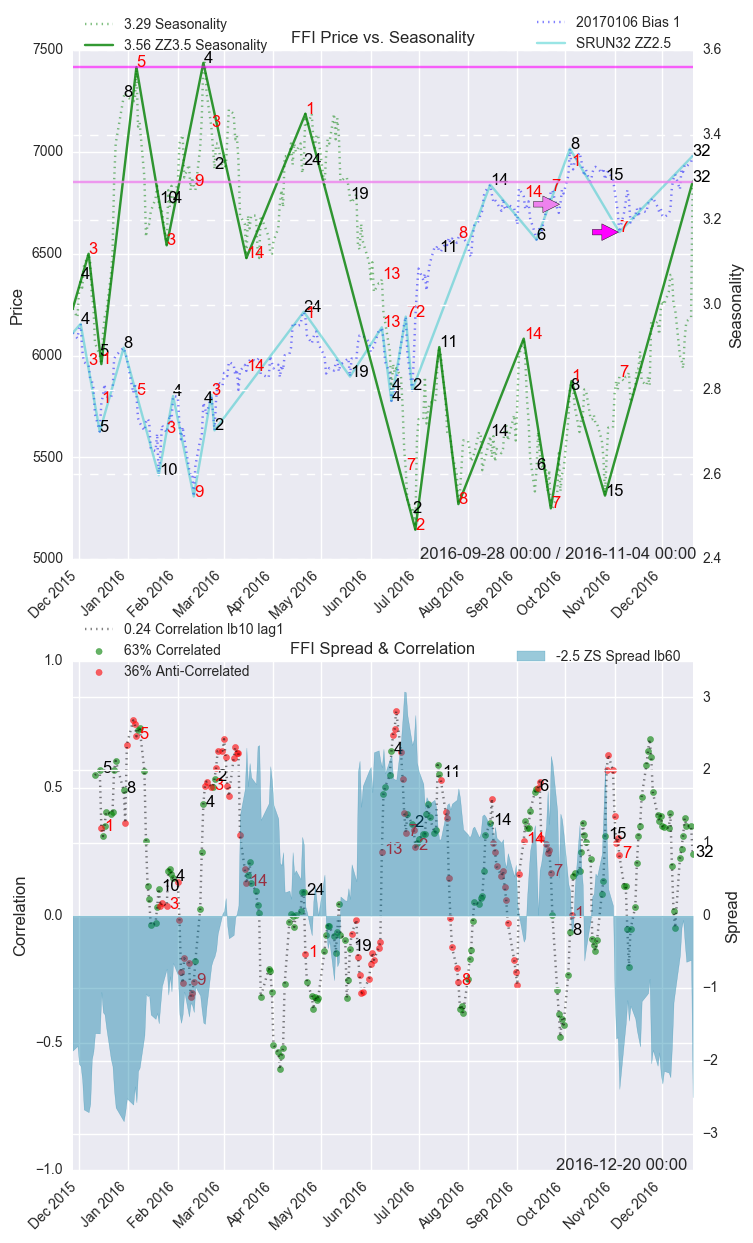 3.29 Seasonality
3.56 ZZ3.5 Seasonality
FFI Price vs. Seasonality
20170106 Bias 1
SRUN32 ZZ2.5
7500
7000
6500
6000
5500
5000
Price
3.6
3.4
3.2
3.0
2.8
2.6
2.4
Seasonality
2016-09-28 00:00 / 2016-11-04 00:00
Dec 2015
Jan 2016
Feb 2016
Mar 2016
Apr 2016
May 2016
Jun 2016
Jul 2016
Aug 2016
Sep 2016
Oct 2016
Nov 2016
Dec 2016
0.24 Correlation lb10 lag1
63% Correlated
36% Anti-Correlated
FFI Spread & Correlation
-2.5 ZS Spread lb60
1.0
0.5
0.0
−0.5
−1.0
Correlation
3
2
1
0
−1
−2
−3
Spread
2016-12-20 00:00
Dec 2015
Jan 2016
Feb 2016
Mar 2016
Apr 2016
May 2016
Jun 2016
Jul 2016
Aug 2016
Sep 2016
Oct 2016
Nov 2016
Dec 2016